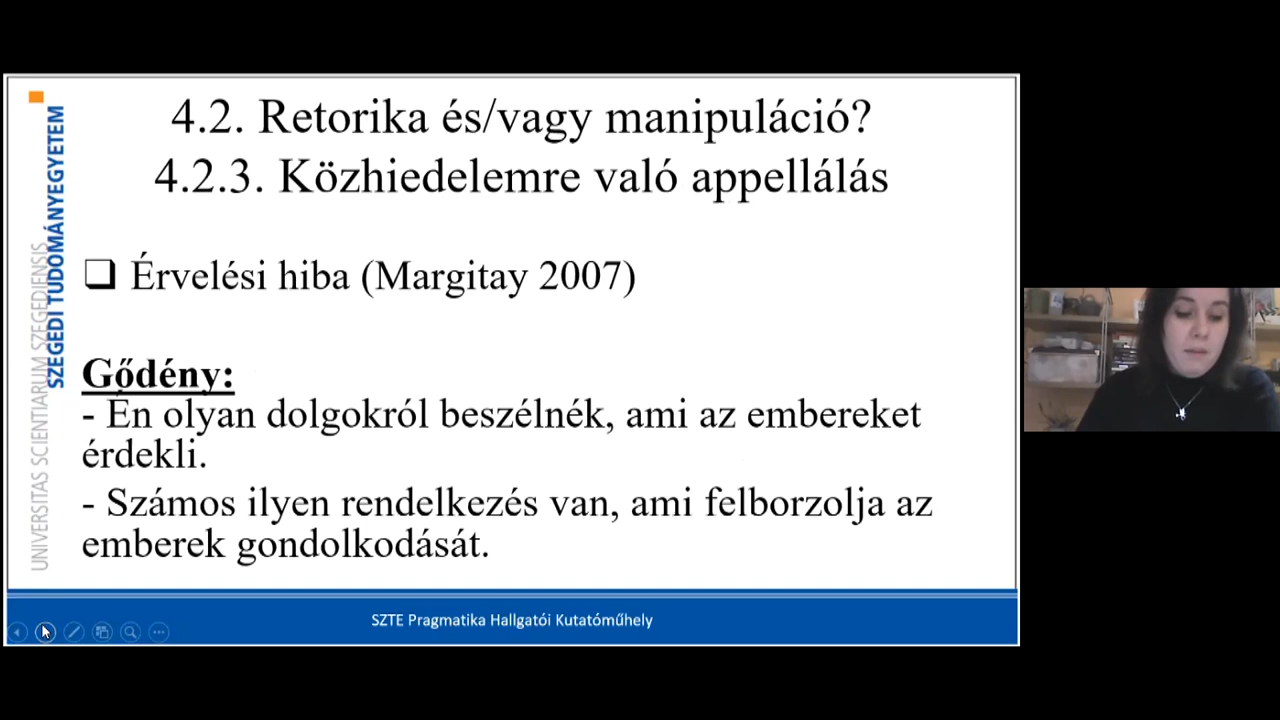 4.2. Retorika és/vagy manipuláció?
4.2.3. Közhiedelemre való appellálás
UNIVERSITAS SCIENTIARUM SZEGEDIENSIS
SZEGEDI TUDOMÁNYEGYETEM
Érvelési hiba (Margitay 2007)
Gődény:
- Én olyan dolgokról beszélnék, ami az embereket
érdekli.
- Számos ilyen rendelkezés van, ami felborzolja az
emberek gondolkodását.
SZTE Pragmatika Hallgatói Kutatóműhely